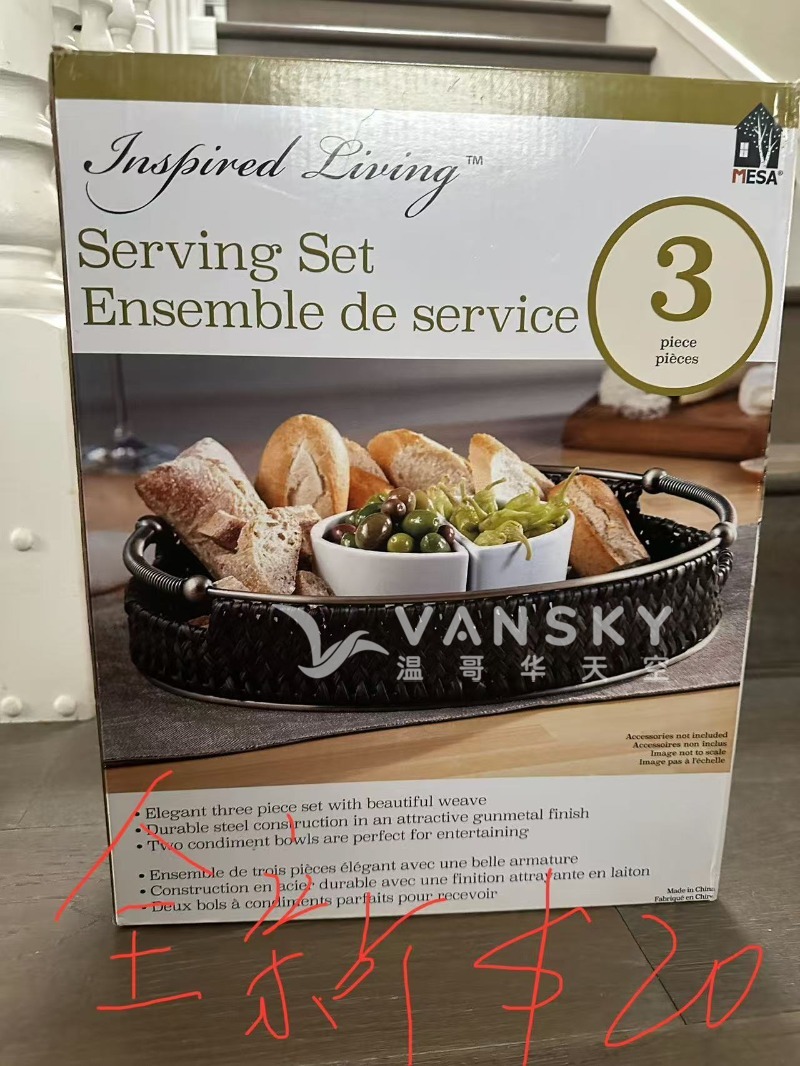 Inspired Living™
MESA®
Serving Set
Ensemble de service
3
piece
pièces
VANSKY
温哥华天空
Accessories not included
Accessoires non inclus
Image not to scale
Image pas à l'échelle
• Elegant three piece set with beautiful weave
• Durable steel construction in an attractive gunmetal finish
• Two condiment bowls are perfect for entertaining
• Ensemble de trois pièces élégant avec une belle armature
• Construction en acier durable avec une finition attrayante en laiton
• Deux bols à condiments parfaits pour recevoir
Made in China
Fabriqué en Chine
全新 $20